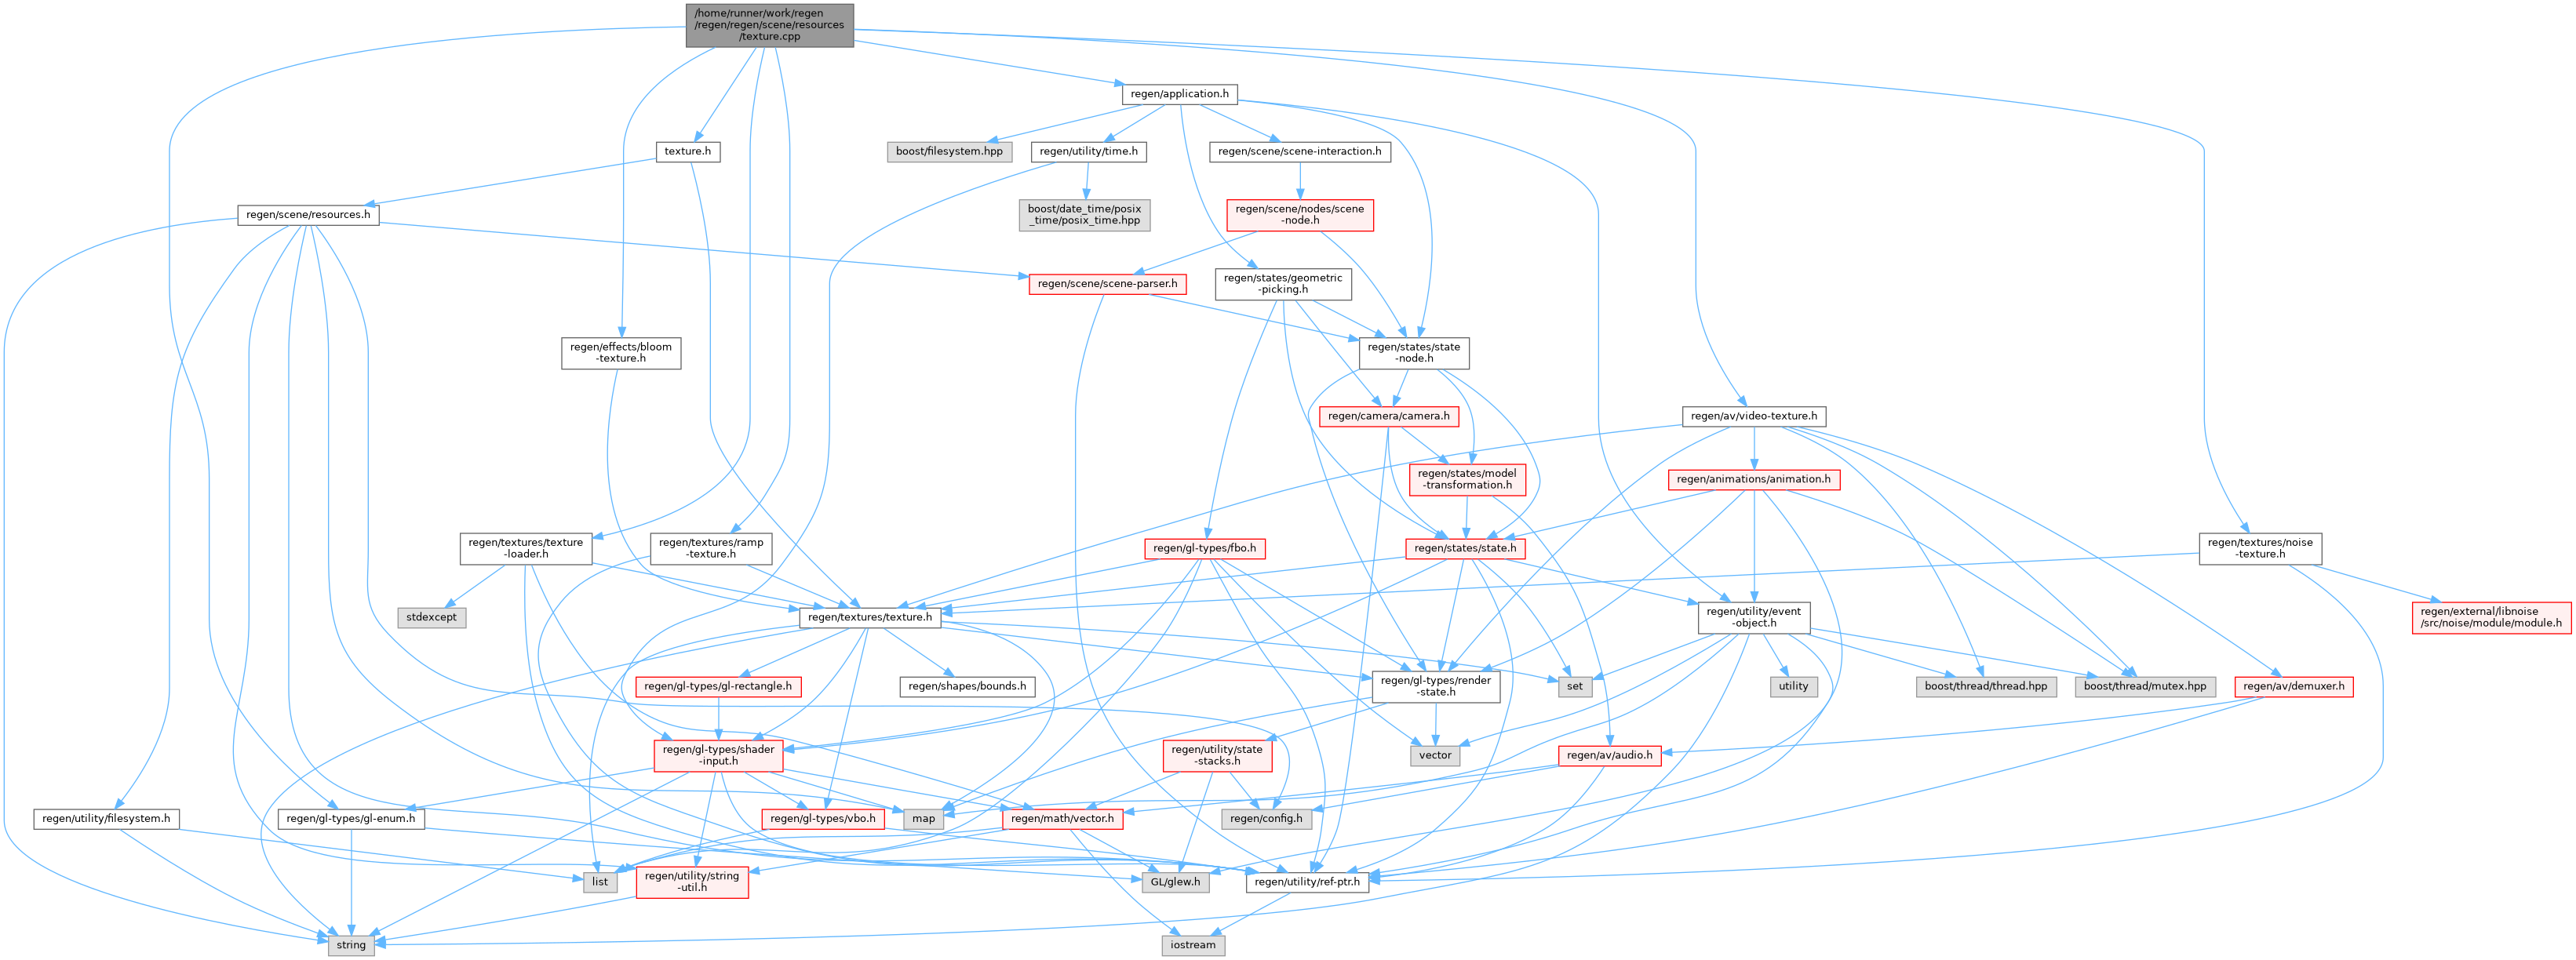 /home/runner/work/regen
/regen/regen/scene/resources
/texture.cpp
regen/application.h
texture.h
boost/filesystem.hpp
regen/utility/time.h
regen/scene/scene-interaction.h
regen/scene/resources.h
boost/date_time/posix
_time/posix_time.hpp
regen/scene/nodes/scene
-node.h
regen/scene/scene-parser.h
regen/states/geometric
-picking.h
regen/effects/bloom
-texture.h
regen/states/state
-node.h
regen/camera/camera.h
regen/av/video-texture.h
regen/states/model
-transformation.h
regen/animations/animation.h
regen/textures/texture
-loader.h
regen/textures/ramp
-texture.h
regen/gl-types/fbo.h
regen/states/state.h
regen/textures/noise
-texture.h
stdexcept
regen/textures/texture.h
regen/utility/event
-object.h
regen/external/libnoise
/src/noise/module/module.h
regen/gl-types/gl-rectangle.h
regen/shapes/bounds.h
regen/gl-types/render
-state.h
set
utility
boost/thread/thread.hpp
boost/thread/mutex.hpp
regen/av/demuxer.h
regen/gl-types/shader
-input.h
regen/utility/state
-stacks.h
vector
regen/av/audio.h
regen/utility/filesystem.h
regen/gl-types/gl-enum.h
regen/gl-types/vbo.h
map
regen/math/vector.h
regen/config.h
list
regen/utility/string
-util.h
GL/glew.h
regen/utility/ref-ptr.h
string
iostream